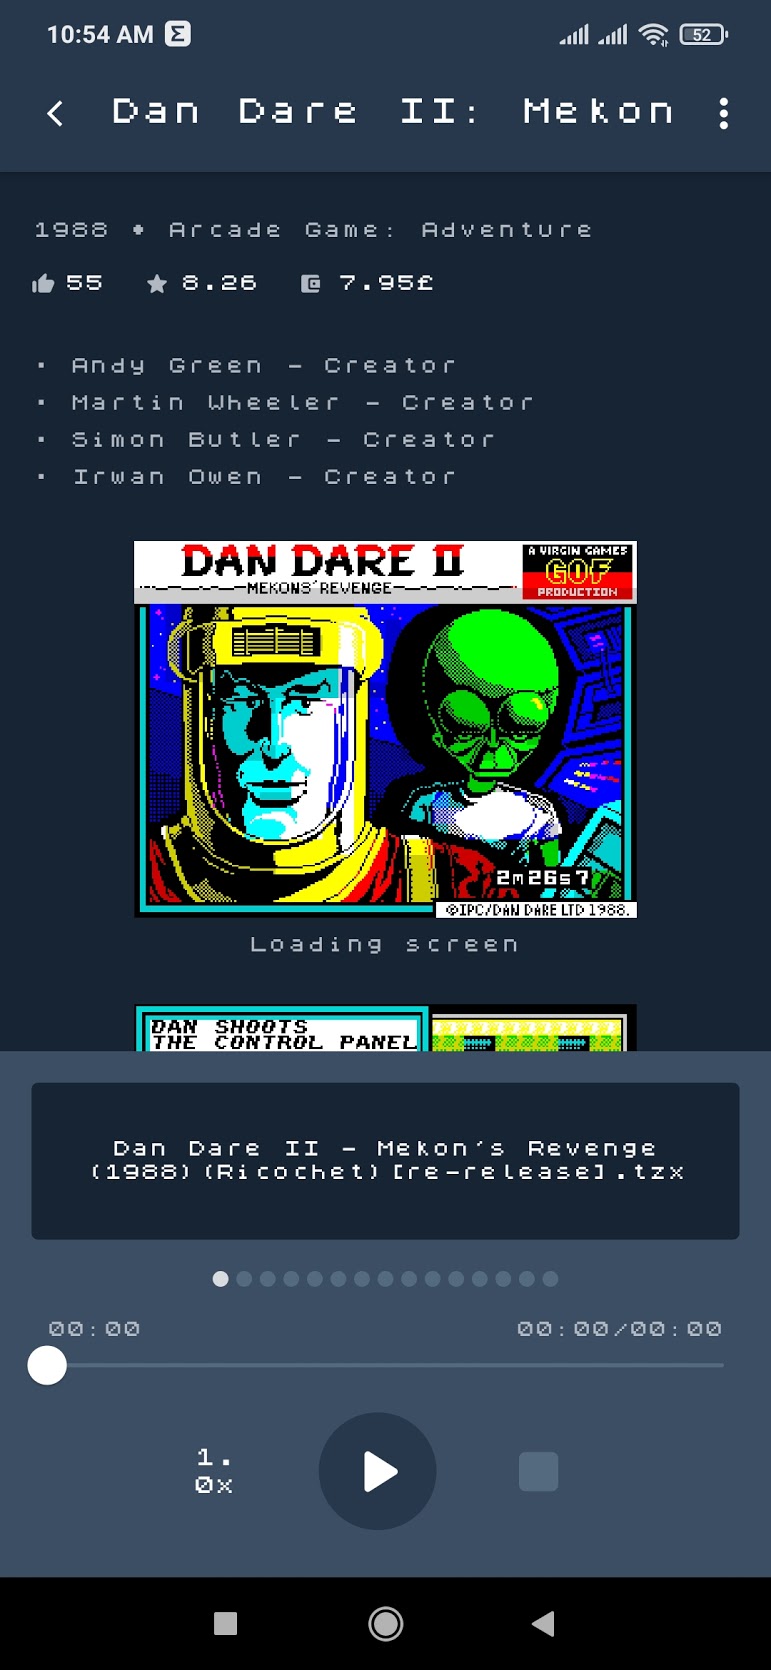 10:54 AM
52
Dan Dare II: Mekon
1988 • Arcade Game: Adventure
55 8.26 7.95£
· Andy Green - Creator
· Martin Wheeler - Creator
· Simon Butler - Creator
· Irwan Owen - Creator
DAN DARE II
MEKONS'REVENGE
A VIRGIN GAMES
GOF
PRODUCTION
2m26s7
©IPC/DAN DARE LTD 1988.
Loading screen
DAN SHOOTS
THE CONTROL PANEL
Dan Dare II - Mekon's Revenge
(1988)(Ricochet)[re-release].tzx
00:00 00:00/00:00
1.
0x